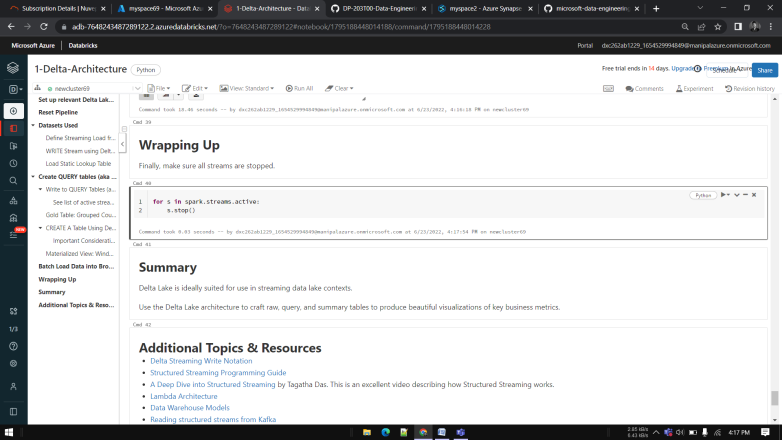 Subscription Details | Nuvep
myspace69 - Microsoft Azu
1-Delta-Architecture - Data
DP-203T00-Data-Engineer
myspace2 - Azure Synapse
microsoft-data-engineering
adb-7648243487289122.2.azuredatabricks.net/?o=7648243487289122#notebook/1795188448014188/command/1795188448014228
Microsoft Azure
Databricks
Portal
dxc262ab1229_1654529994849@manipalazure.onmicrosoft.com
1-Delta-Architecture
Python
Free trial ends in 14 days. Upgrade
Premium in Azure
Schedule
Share
newcluster69
File
Edit
View: Standard
Run All
Clear
Comments
Experiment
Revision history
Set up relevant Delta Lak...
Reset Pipeline
Datasets Used
Define Streaming Load fr...
WRITE Stream using Delt...
Load Static Lookup Table
Create QUERY tables (aka ...
Write to QUERY Tables (a...
See list of active strea...
Gold Table: Grouped Cou...
CREATE A Table Using De...
Important Considerati...
Materialized View: Wind...
Batch Load Data into Bro...
Wrapping Up
Summary
Additional Topics & Reso...
NEW
1/3
Command took 18.46 seconds -- by dxc262ab1229_1654529994849@manipalazure.onmicrosoft.com at 6/23/2022, 4:16:18 PM on newcluster69
Cmd 39
Wrapping Up
Finally, make sure all streams are stopped.
Cmd 40
Python
1 for s in spark.streams.active:
2 s.stop()
Command took 0.03 seconds -- by dxc262ab1229_1654529994849@manipalazure.onmicrosoft.com at 6/23/2022, 4:17:54 PM on newcluster69
Cmd 41
Summary
Delta Lake is ideally suited for use in streaming data lake contexts.
Use the Delta Lake architecture to craft raw, query, and summary tables to produce beautiful visualizations of key business metrics.
Cmd 42
Additional Topics & Resources
• Delta Streaming Write Notation
• Structured Streaming Programming Guide
• A Deep Dive into Structured Streaming by Tagatha Das. This is an excellent video describing how Structured Streaming works.
• Lambda Architecture
• Data Warehouse Models
• Reading structured streams from Kafka
2.85 kB/s
0.43 kB/s
4:17 PM